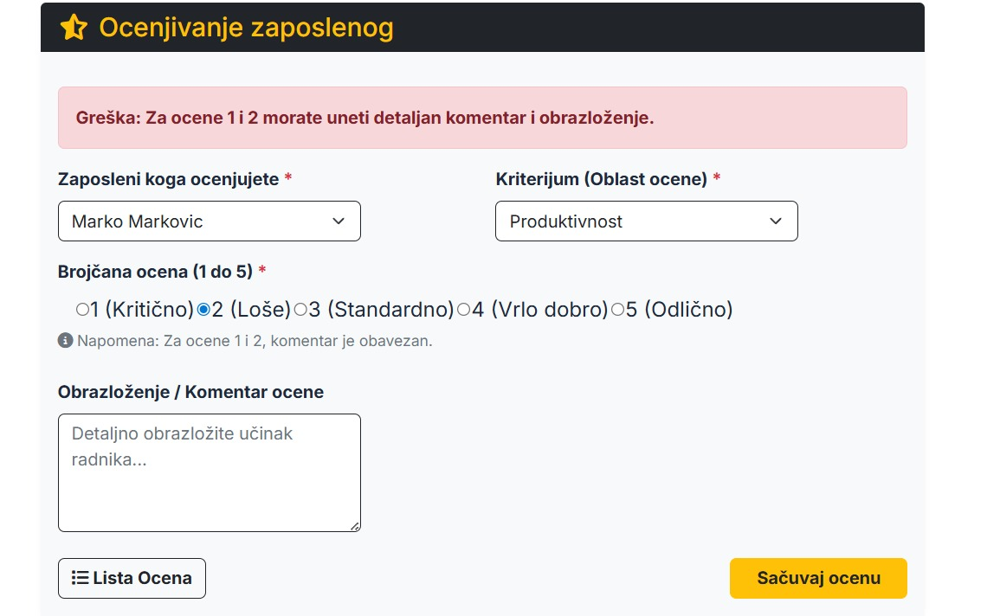 Ocenjivanje zaposlenog
Greška: Za ocene 1 i 2 morate uneti detaljan komentar i obrazloženje.
Zaposleni koga ocenjujete *
Kriterijum (Oblast ocene) *
Marko Markovic
Produktivnost
Brojčana ocena (1 do 5) *
1 (Kritično) 2 (Loše) 3 (Standardno) 4 (Vrlo dobro) 5 (Odlično)
Napomena: Za ocene 1 i 2, komentar je obavezan.
Obrazloženje / Komentar ocene
Detaljno obrazložite učinak
radnika...
Lista Ocena
Sačuvaj ocenu